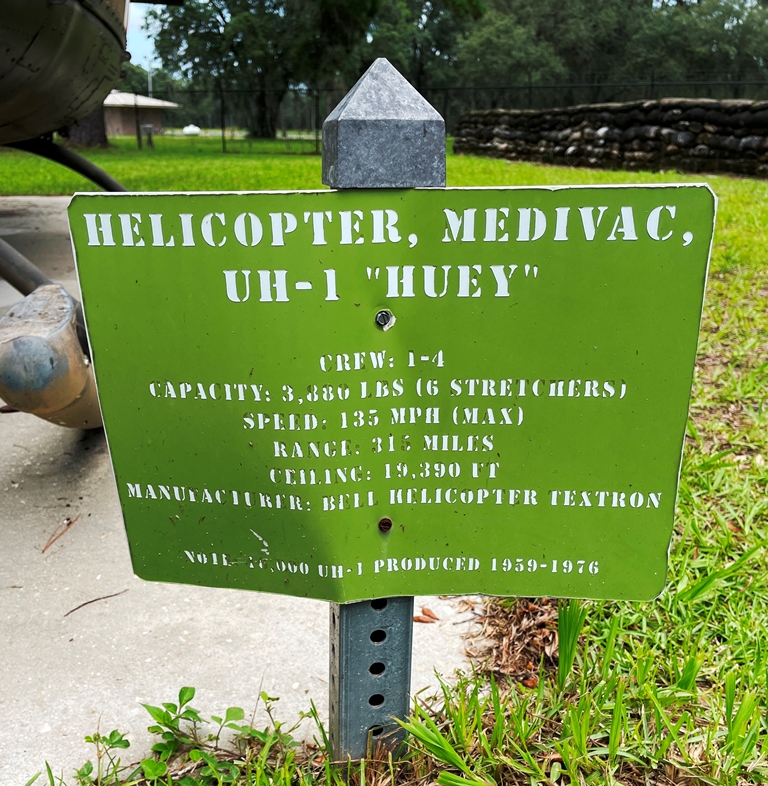 HELICOPTER, MEDIVAC,
UH-1 "HUEY"
CREW: 1-4
CAPACITY: 3,880 LBS (6 STRETCHERS)
SPEED: 135 MPH (MAX)
RANGE: 315 MILES
CEILING: 19,390 FT
MANUFACTURER: BELL HELICOPTER TEXTRON
UH-1 PRODUCED 1959-1976